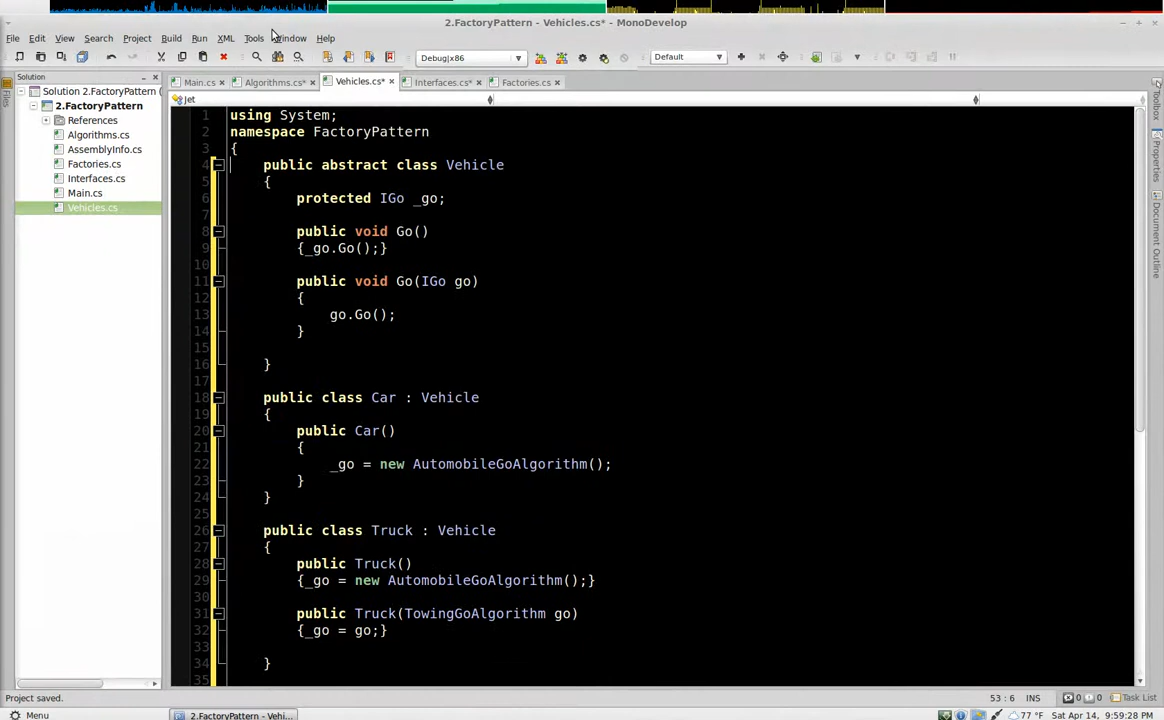 2.FactoryPattern - Vehicles.cs* - MonoDevelop
File Edit View Search Project Build Run XML Tools Window Help
Debug|x86
Default
Solution
Main.cs
Algorithms.cs*
Vehicles.cs*
Interfaces.cs*
Factories.cs
Files
Solution 2.FactoryPattern (
2.FactoryPattern
References
Algorithms.cs
AssemblyInfo.cs
Factories.cs
Interfaces.cs
Main.cs
Vehicles.cs
Jet
1 using System;
2 namespace FactoryPattern
3 {
4 public abstract class Vehicle
5 {
6 protected IGo _go;
7
8 public void Go()
9 {_go.Go();}
10
11 public void Go(IGo go)
12 {
13 go.Go();
14 }
15
16 }
17
18 public class Car : Vehicle
19 {
20 public Car()
21 {
22 _go = new AutomobileGoAlgorithm();
23 }
24 }
25
26 public class Truck : Vehicle
27 {
28 public Truck()
29 {_go = new AutomobileGoAlgorithm();}
30
31 public Truck(TowingGoAlgorithm go)
32 {_go = go;}
33
34 }
35
Toolbox
Properties
Document Outline
Project saved.
53 : 6 INS
0 0 Task List
Menu
2.FactoryPattern - Vehi...
77 °F Sat Apr 14, 9:59:28 PM